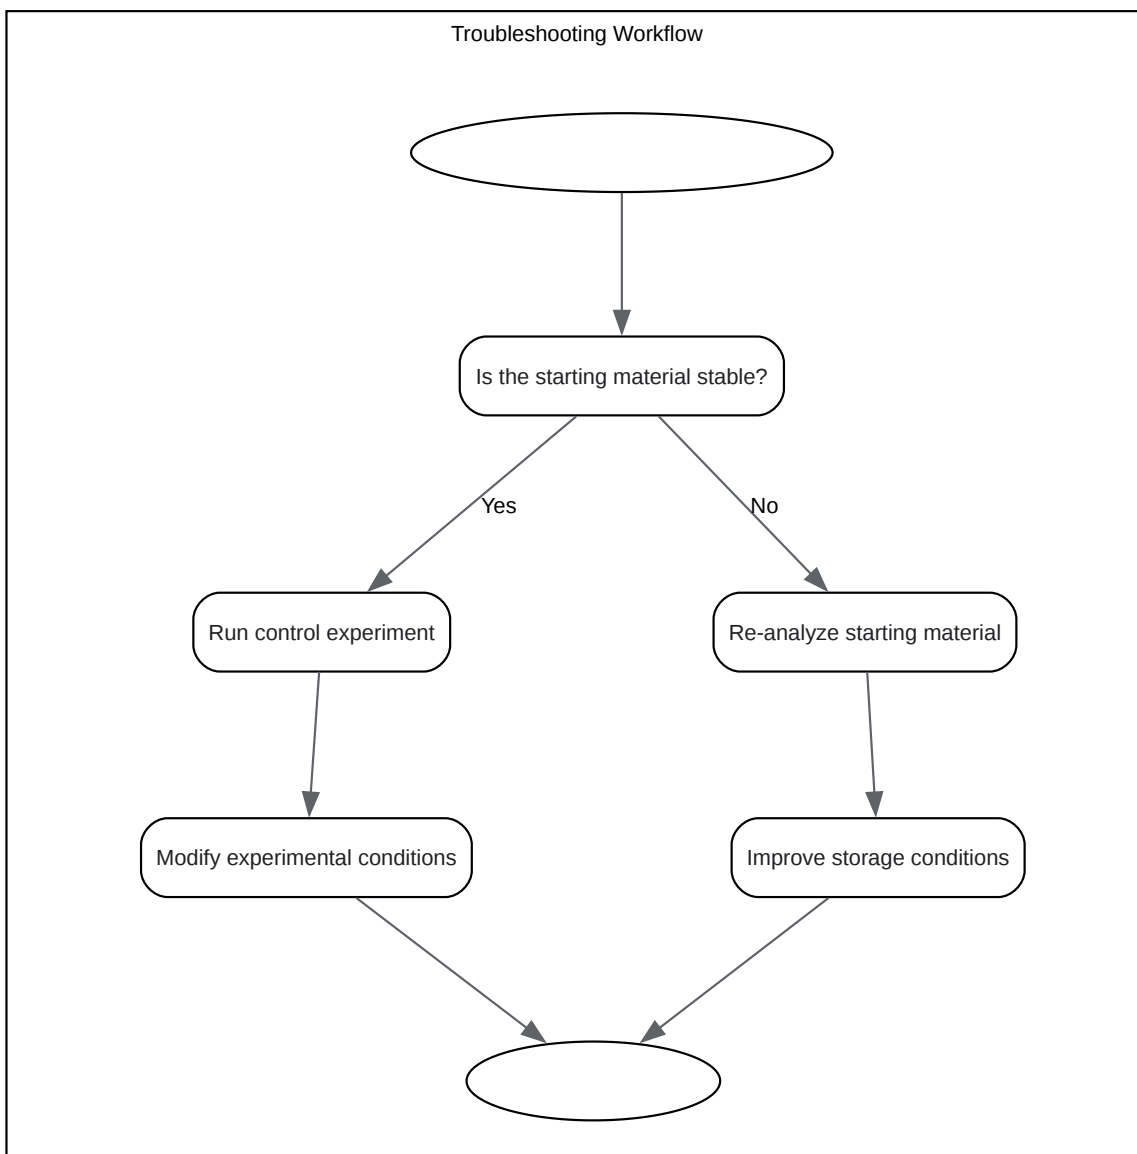 Troubleshooting Workflow
Is the starting material stable?
Yes
No
Run control experiment
Re-analyze starting material
Modify experimental conditions
Improve storage conditions